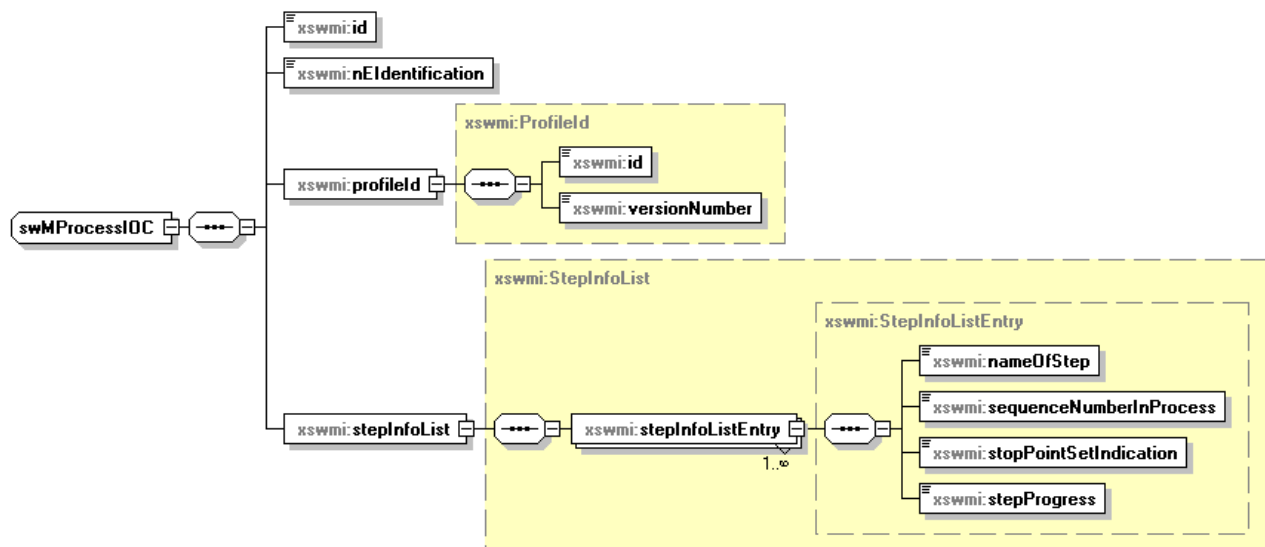 xswmi:id
xswmi:nEIdentification
xswmi:ProfileId
xswmi:id
xswmi:profileId
xswmi:versionNumber
swMProcessIOC
xswmi:StepInfoList
xswmi:StepInfoListEntry
xswmi:nameOfStep
xswmi:sequenceNumberInProcess
xswmi:stepInfoList
xswmi:stepInfoListEntry
1..∞
xswmi:stopPointSetIndication
xswmi:stepProgress